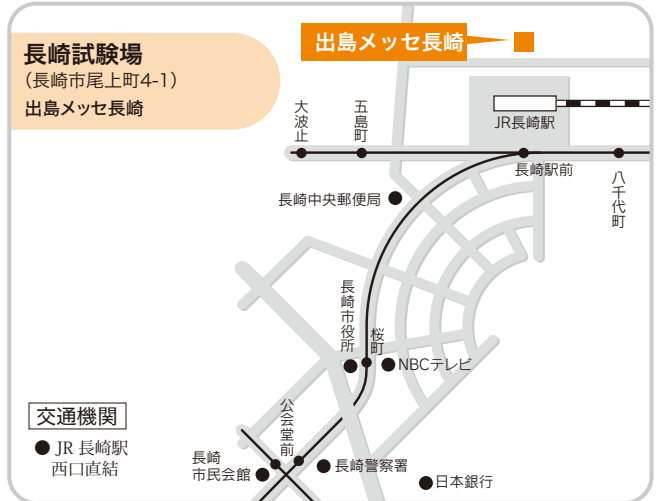 長崎試験場
(長崎市尾上町4-1)
出島メッセ長崎
出島メッセ長崎
JR長崎駅
大波止
五島町
長崎駅前
八千代町
長崎中央郵便局
長崎市役所
桜町
NBCテレビ
公会堂前
長崎
市民会館
長崎警察署
日本銀行
交通機関
● JR 長崎駅
西口直結